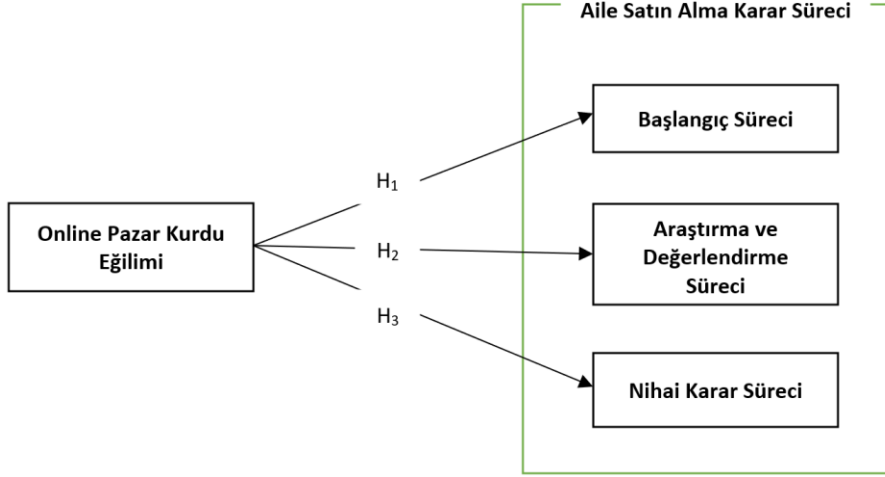 Aile Satın Alma Karar Süreci
Başlangıç Süreci
H₁
Online Pazar Kurdu
Eğilimi
H₂
Araştırma ve
Değerlendirme
Süreci
H₃
Nihai Karar Süreci